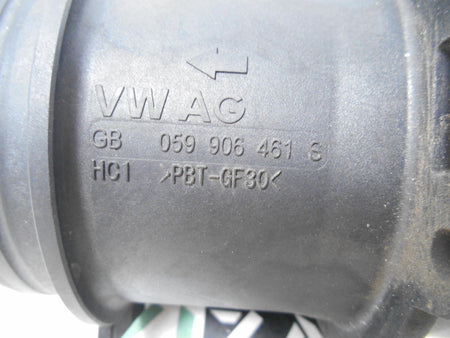 VW AG
GB 059 906 461 S
HC1 >PBT-GF30<